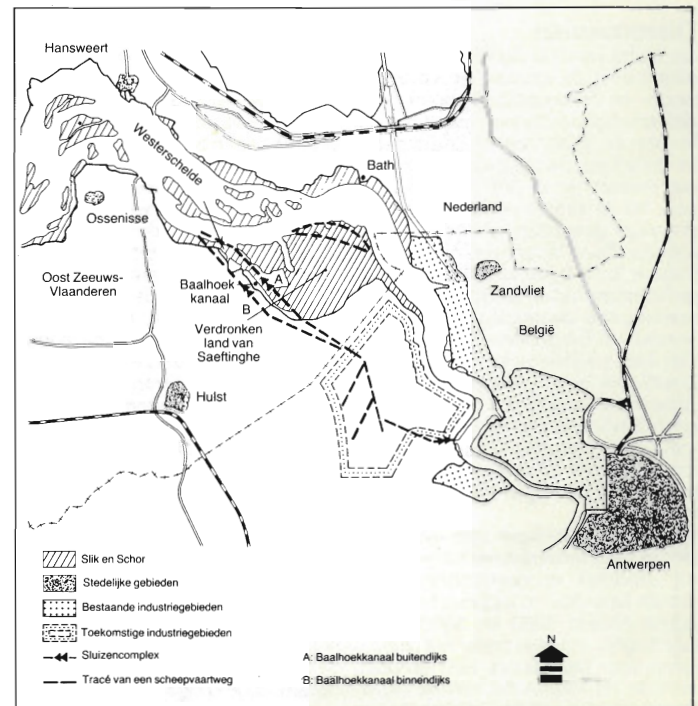 Hansweert
Westerschelde
Bath
Nederland
Ossenisse
Zandvliet
Oost Zeeuws-
Vlaanderen
Baalhoek
kanaal
A
B
België
Verdronken
land van
Saeftinghe
Hulst
Antwerpen
Slik en Schor
Stedelijke gebieden
Bestaande industriegebieden
Toekomstige industriegebieden
Sluizencomplex
Tracé van een scheepvaartweg
A: Baalhoekkanaal buitendijks
B: Baalhoekkanaal binnendijks
N